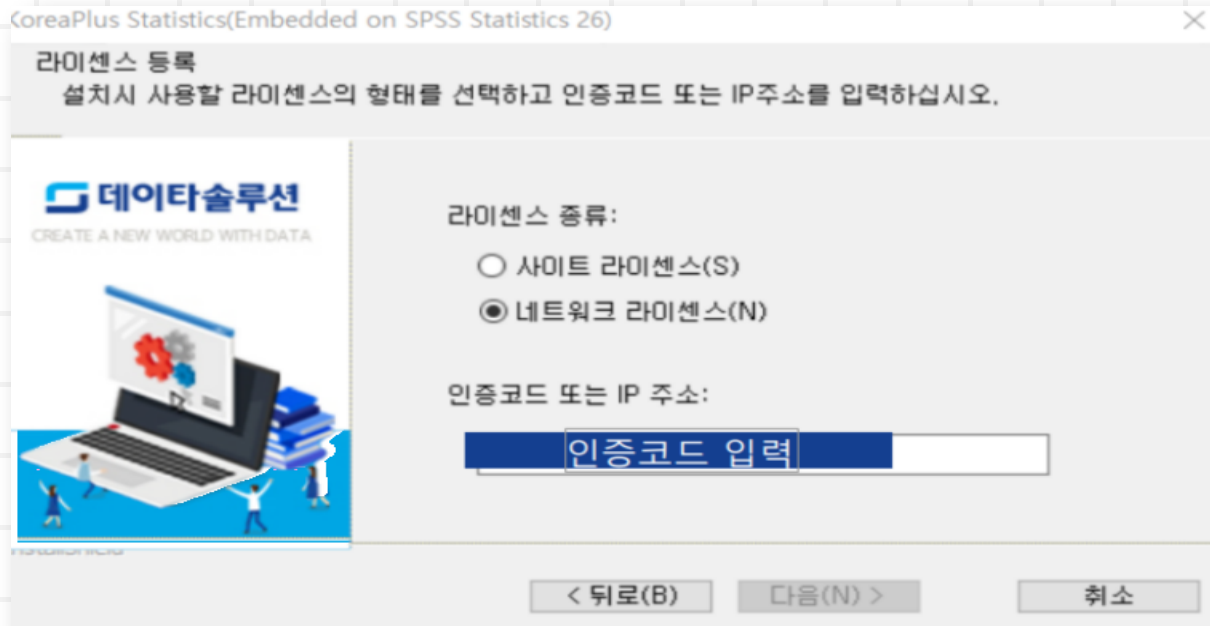 KoreaPlus Statistics(Embedded on SPSS Statistics 26)
라이센스 등록
설치시 사용할 라이센스의 형태를 선택하고 인증코드 또는 IP주소를 입력하십시오.
데이타솔루션
CREATE A NEW WORLD WITH DATA
라이센스 종류:
사이트 라이센스(S)
네트워크 라이센스(N)
인증코드 또는 IP 주소:
인증코드 입력
InstallShield
< 뒤로(B)
다음(N) >
취소